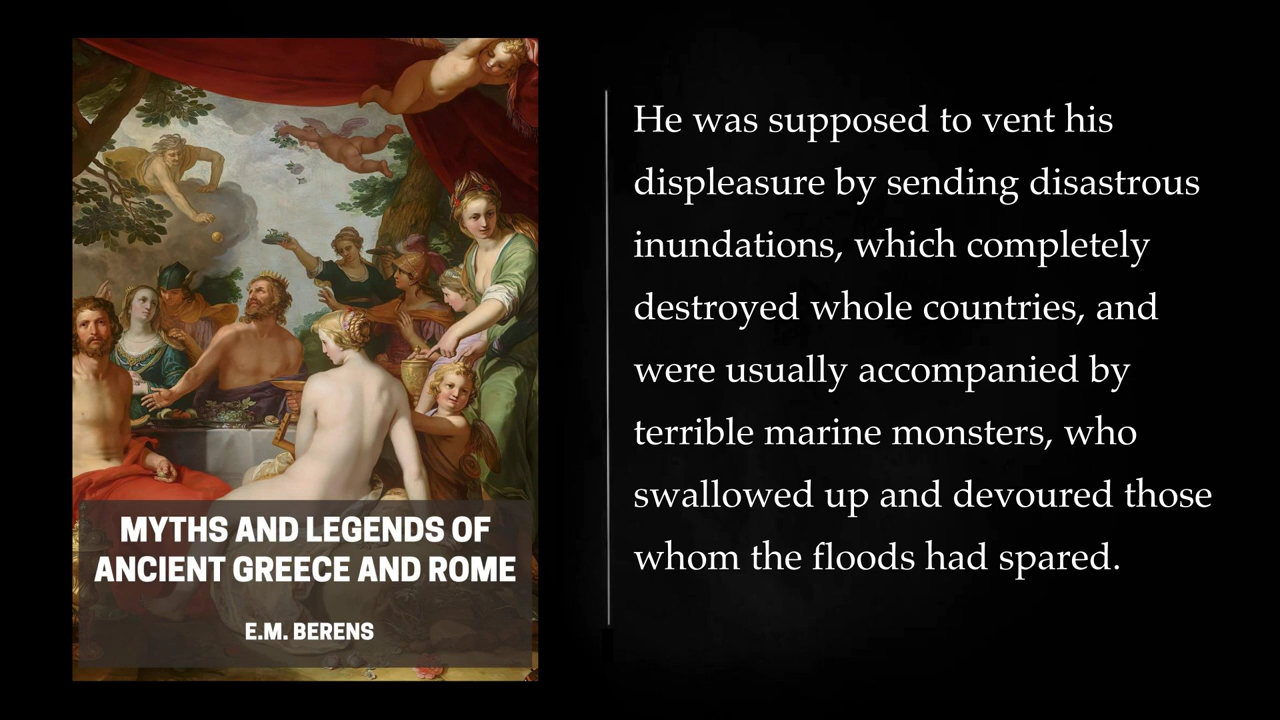 MYTHS AND LEGENDS OF
ANCIENT GREECE AND ROME
E.M. BERENS
He was supposed to vent his
displeasure by sending disastrous
inundations, which completely
destroyed whole countries, and
were usually accompanied by
terrible marine monsters, who
swallowed up and devoured those
whom the floods had spared.